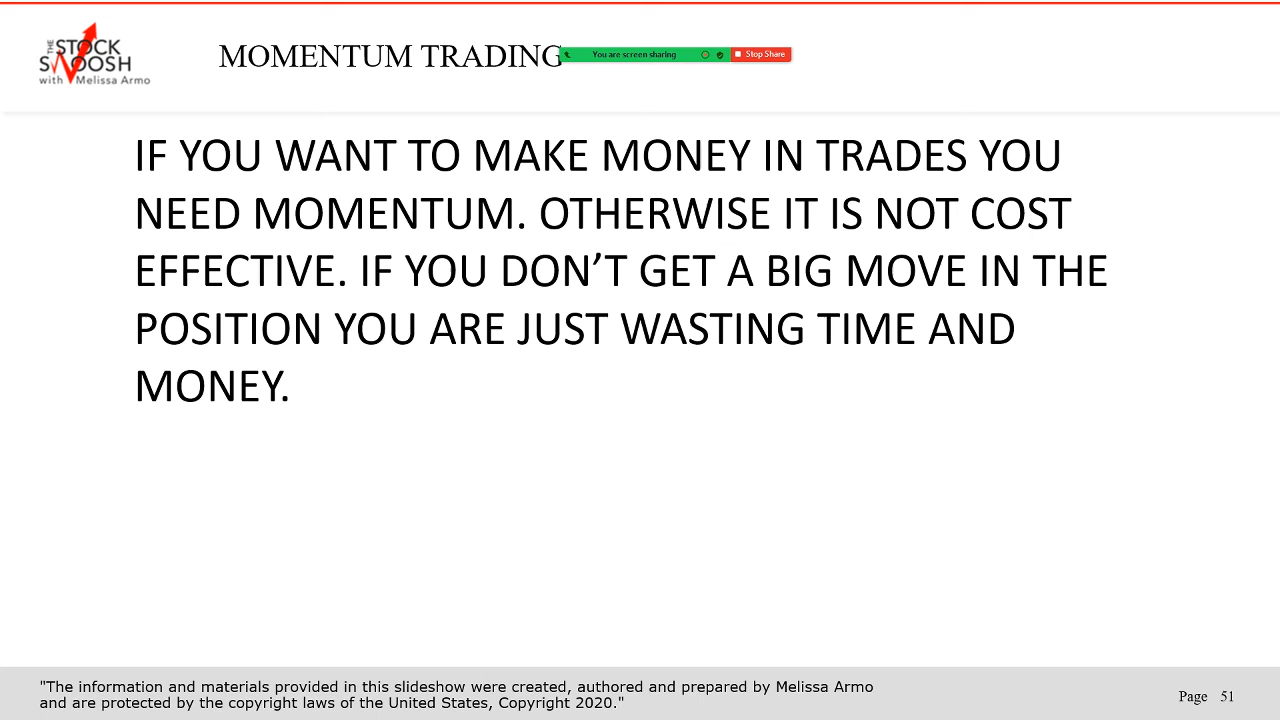 THE STOCK
SWOOSH
with Melissa Armo
MOMENTUM TRADING
You are screen sharing
Stop Share
IF YOU WANT TO MAKE MONEY IN TRADES YOU
NEED MOMENTUM. OTHERWISE IT IS NOT COST
EFFECTIVE. IF YOU DON’T GET A BIG MOVE IN THE
POSITION YOU ARE JUST WASTING TIME AND
MONEY.
"The information and materials provided in this slideshow were created, authored and prepared by Melissa Armo
and are protected by the copyright laws of the United States, Copyright 2020."
Page 51